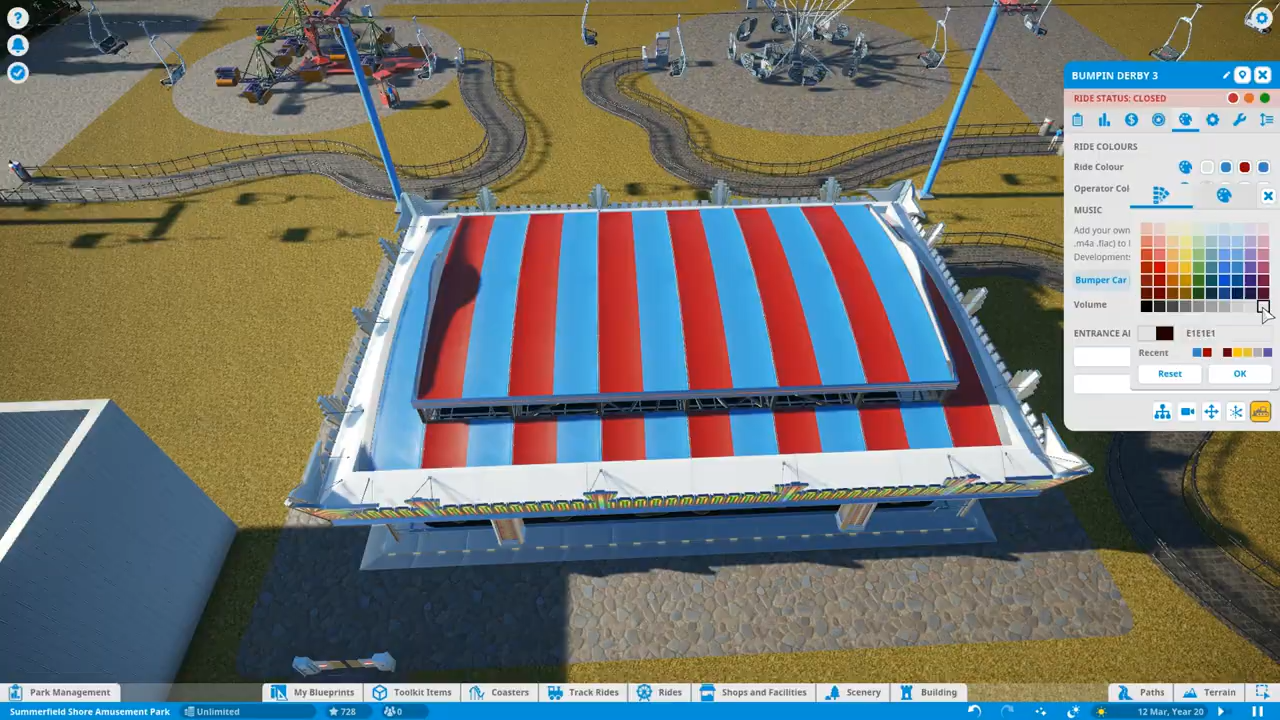 BUMPIN DERBY 3
RIDE STATUS: CLOSED
RIDE COLOURS
Ride Colour
Operator Col
MUSIC
Add your own
.m4a .flac) to l
Developments
Bumper Car
Volume
ENTRANCE A
E1E1E1
Recent
Reset
OK
Park Management
My Blueprints
Toolkit Items
Coasters
Track Rides
Rides
Shops and Facilities
Scenery
Building
Paths
Terrain
Summerfield Shore Amusement Park
Unlimited
728
0
12 Mar, Year 20